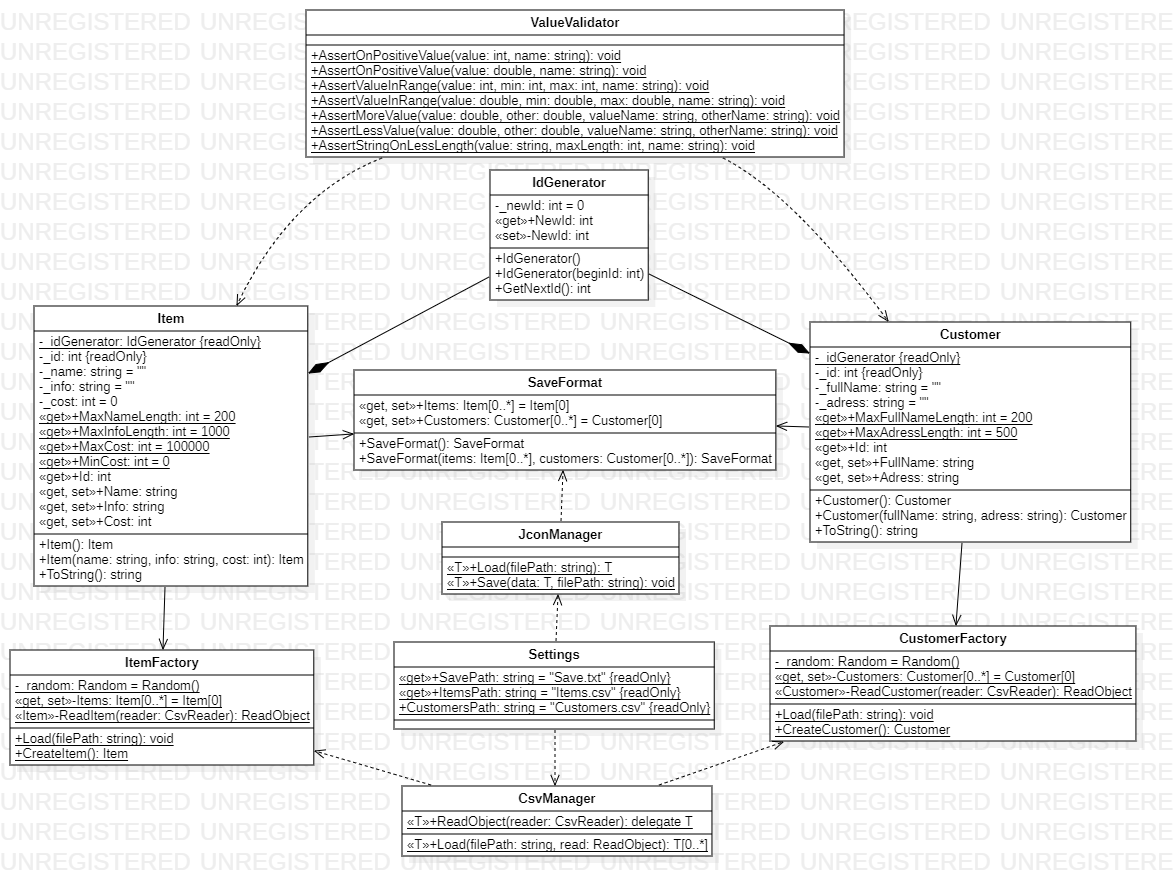 ValueValidator
+AssertOnPositiveValue(value: int, name: string): void
+AssertOnPositiveValue(value: double, name: string): void
+AssertValueInRange(value: int, min: int, max: int, name: string): void
+AssertValueInRange(value: double, min: double, max: double, name: string): void
+AssertMoreValue(value: double, other: double, valueName: string, otherName: string): void
+AssertLessValue(value: double, other: double, valueName: string, otherName: string): void
+AssertStringOnLessLength(value: string, maxLength: int, name: string): void
IdGenerator
-_newId: int = 0
«get»+NewId: int
«set»-NewId: int
+IdGenerator()
+IdGenerator(beginId: int)
+GetNextId(): int
Item
-_idGenerator: IdGenerator {readOnly}
-_id: int {readOnly}
-_name: string = ""
-_info: string = ""
-_cost: int = 0
«get»+MaxNameLength: int = 200
«get»+MaxInfoLength: int = 1000
«get»+MaxCost: int = 100000
«get»+MinCost: int = 0
«get»+Id: int
«get, set»+Name: string
«get, set»+Info: string
«get, set»+Cost: int
+Item(): Item
+Item(name: string, info: string, cost: int): Item
+ToString(): string
Customer
-_idGenerator {readOnly}
-_id: int {readOnly}
-_fullName: string = ""
-_adress: string = ""
«get»+MaxFullNameLength: int = 200
«get»+MaxAdressLength: int = 500
«get»+Id: int
«get, set»+FullName: string
«get, set»+Adress: string
+Customer(): Customer
+Customer(fullName: string, adress: string): Customer
+ToString(): string
SaveFormat
«get, set»+Items: Item[0..*] = Item[0]
«get, set»+Customers: Customer[0..*] = Customer[0]
+SaveFormat(): SaveFormat
+SaveFormat(items: Item[0..*], customers: Customer[0..*]): SaveFormat
JconManager
«T»+Load(filePath: string): T
«T»+Save(data: T, filePath: string): void
Settings
«get»+SavePath: string = "Save.txt" {readOnly}
«get»+ItemsPath: string = "Items.csv" {readOnly}
+CustomersPath: string = "Customers.csv" {readOnly}
ItemFactory
-_random: Random = Random()
«get, set»-Items: Item[0..*] = Item[0]
«Item»-ReadItem(reader: CsvReader): ReadObject
+Load(filePath: string): void
+CreateItem(): Item
CustomerFactory
-_random: Random = Random()
«get, set»-Customers: Customer[0..*] = Customer[0]
«Customer»-ReadCustomer(reader: CsvReader): ReadObject
+Load(filePath: string): void
+CreateCustomer(): Customer
CsvManager
«T»+ReadObject(reader: CsvReader): delegate T
«T»+Load(filePath: string, read: ReadObject): T[0..*]